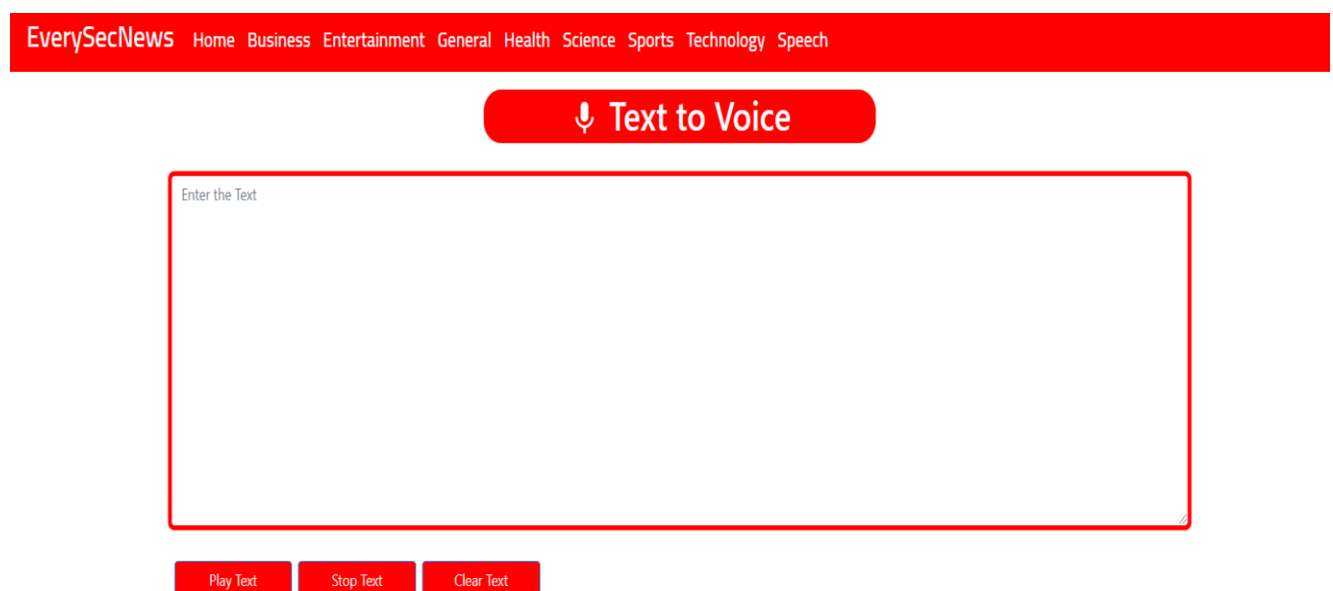 EverySecNews Home Business Entertainment General Health Science Sports Technology Speech
Text to Voice
Enter the Text
Play Text Stop Text Clear Text